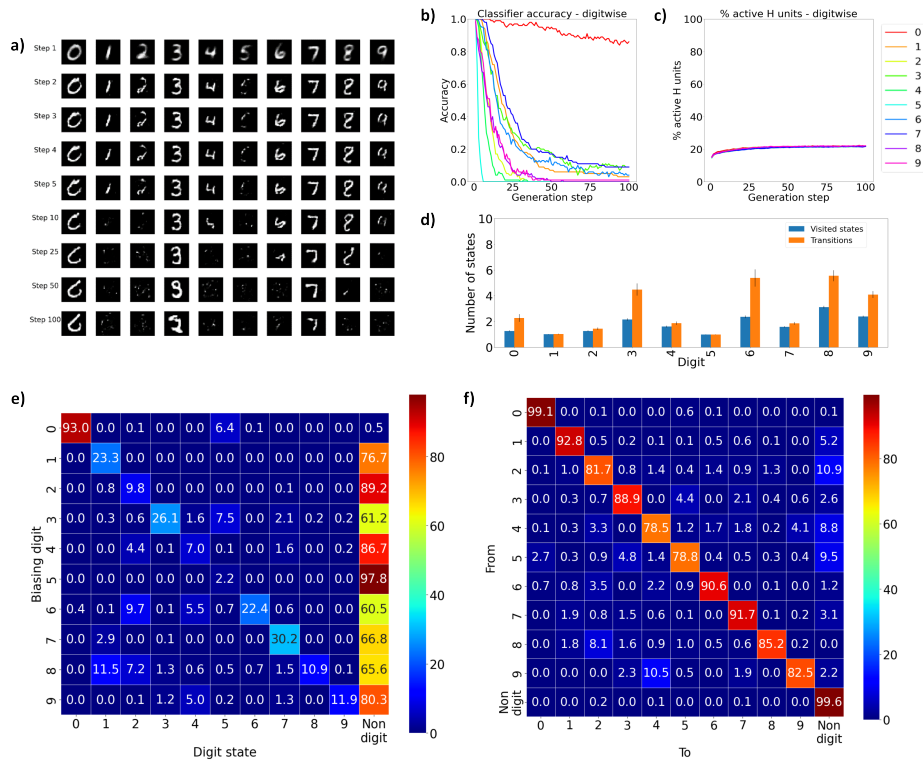 a)
Step 1
Step 2
Step 3
Step 4
Step 5
Step 10
Step 25
Step 50
Step 100
b)
Classifier accuracy - digitwise
Accuracy
1.0
0.8
0.6
0.4
0.2
0.0
0 25 50 75 100
Generation step
c)
% active H units - digitwise
% active H units
100
80
60
40
20
0
0 25 50 75 100
Generation step
0
1
2
3
4
5
6
7
8
9
d)
Number of states
10
8
6
4
2
0
Visited states
Transitions
0 1 2 3 4 5 6 7 8 9
Digit
e)
Biasing digit
0 93.0 0.0 0.1 0.0 0.0 6.4 0.1 0.0 0.0 0.0 0.5
1 0.0 23.3 0.0 0.0 0.0 0.0 0.0 0.0 0.0 0.0 76.7
2 0.0 0.8 9.8 0.0 0.0 0.0 0.0 0.1 0.0 0.0 89.2
3 0.0 0.3 0.6 26.1 1.6 7.5 0.0 2.1 0.2 0.2 61.2
4 0.0 0.0 4.4 0.1 7.0 0.1 0.0 1.6 0.0 0.2 86.7
5 0.0 0.0 0.0 0.0 0.0 2.2 0.0 0.0 0.0 0.0 97.8
6 0.4 0.1 9.7 0.1 5.5 0.7 22.4 0.6 0.0 0.0 60.5
7 0.0 2.9 0.0 0.1 0.0 0.0 0.0 30.2 0.0 0.0 66.8
8 0.0 11.5 7.2 1.3 0.6 0.5 0.7 1.5 10.9 0.1 65.6
9 0.0 0.0 0.1 1.2 5.0 0.2 0.0 1.3 0.0 11.9 80.3
0 1 2 3 4 5 6 7 8 9 Non
digit
Digit state
80
60
40
20
0
f)
From
0 99.1 0.0 0.1 0.0 0.0 0.6 0.1 0.0 0.0 0.0 0.1
1 0.0 92.8 0.5 0.2 0.1 0.1 0.5 0.6 0.1 0.0 5.2
2 0.1 1.0 81.7 0.8 1.4 0.4 1.4 0.9 1.3 0.0 10.9
3 0.0 0.3 0.7 88.9 0.0 4.4 0.0 2.1 0.4 0.6 2.6
4 0.1 0.3 3.3 0.0 78.5 1.2 1.7 1.8 0.2 4.1 8.8
5 2.7 0.3 0.9 4.8 1.4 78.8 0.4 0.5 0.3 0.4 9.5
6 0.7 0.8 3.5 0.0 2.2 0.9 90.6 0.0 0.1 0.0 1.2
7 0.0 1.9 0.8 1.5 0.6 0.1 0.0 91.7 0.1 0.2 3.1
8 0.0 1.8 8.1 1.6 0.9 1.0 0.5 0.6 85.2 0.2 0.0
9 0.0 0.0 0.0 2.3 10.5 0.5 0.0 1.9 0.0 82.5 2.2
Non
digit
0.0 0.0 0.2 0.0 0.0 0.0 0.0 0.1 0.0 0.0 99.6
0 1 2 3 4 5 6 7 8 9 Non
digit
To
80
60
40
20
0